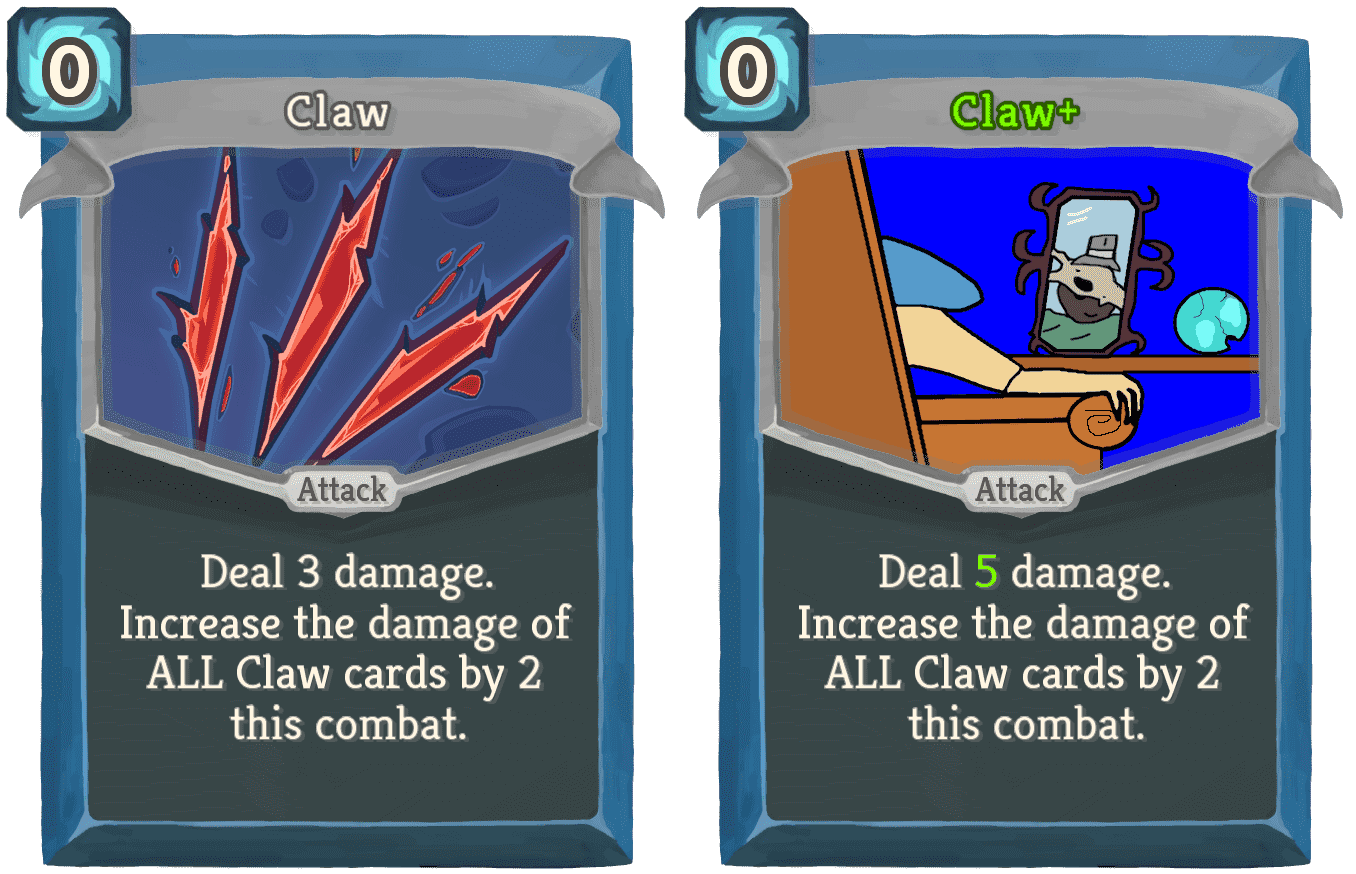 0
Claw
Attack
Deal 3 damage.
Increase the damage of
ALL Claw cards by 2
this combat.
0
Claw+
Attack
Deal 5 damage.
Increase the damage of
ALL Claw cards by 2
this combat.